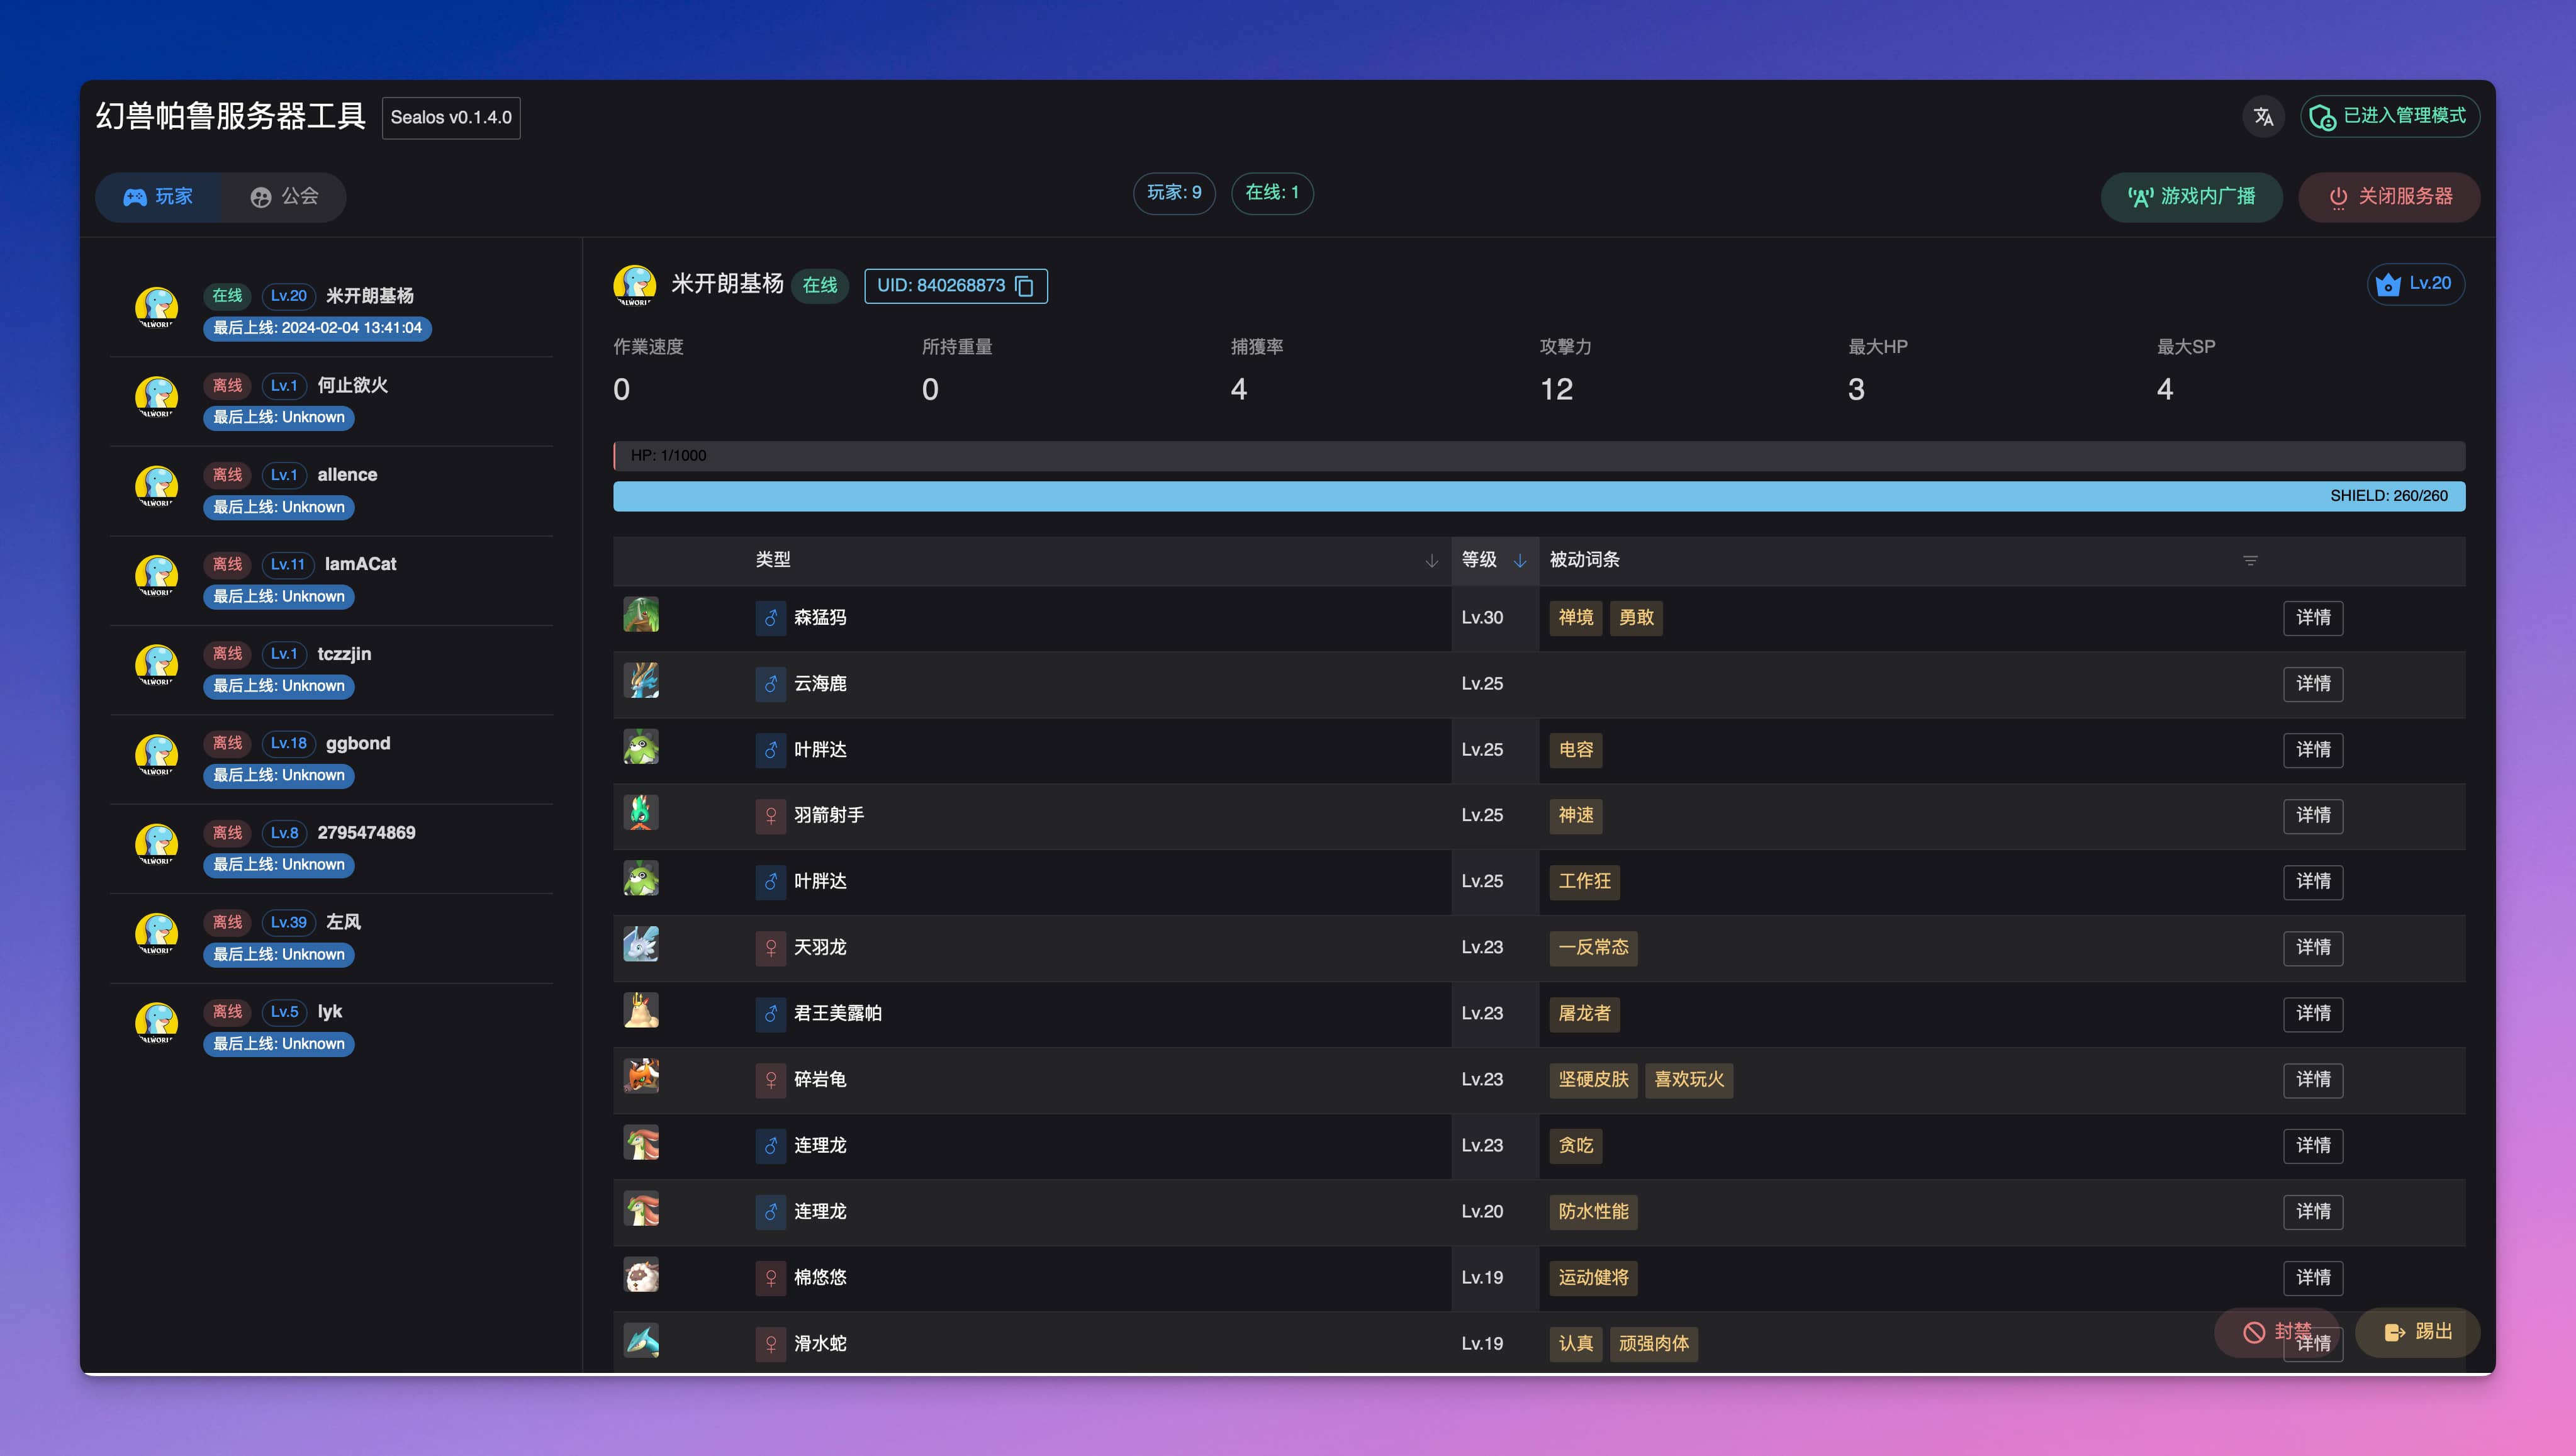 幻兽帕鲁服务器工具 Sealos v0.1.4.0
已进入管理模式
玩家 公会
玩家: 9 在线: 1
游戏内广播 关闭服务器
在线 Lv.20 米开朗基杨
最后上线: 2024-02-04 13:41:04
离线 Lv.1 何止欲火
最后上线: Unknown
离线 Lv.1 allence
最后上线: Unknown
离线 Lv.11 IamACat
最后上线: Unknown
离线 Lv.1 tczzjin
最后上线: Unknown
离线 Lv.18 ggbond
最后上线: Unknown
离线 Lv.8 2795474869
最后上线: Unknown
离线 Lv.39 左风
最后上线: Unknown
离线 Lv.5 lyk
最后上线: Unknown
米开朗基杨 在线 UID: 840268873
Lv.20
作業速度 所持重量 捕獲率 攻撃力 最大HP 最大SP
0 0 4 12 3 4
HP: 1/1000
SHIELD: 260/260
类型 等级 被动词条
森猛犸 Lv.30 禅境 勇敢 详情
云海鹿 Lv.25 详情
叶胖达 Lv.25 电容 详情
羽箭射手 Lv.25 神速 详情
叶胖达 Lv.25 工作狂 详情
天羽龙 Lv.23 一反常态 详情
君王美露帕 Lv.23 屠龙者 详情
碎岩龟 Lv.23 坚硬皮肤 喜欢玩火 详情
连理龙 Lv.23 贪吃 详情
连理龙 Lv.20 防水性能 详情
棉悠悠 Lv.19 运动健将 详情
滑水蛇 Lv.19 认真 顽强肉体 详情
封禁 踢出